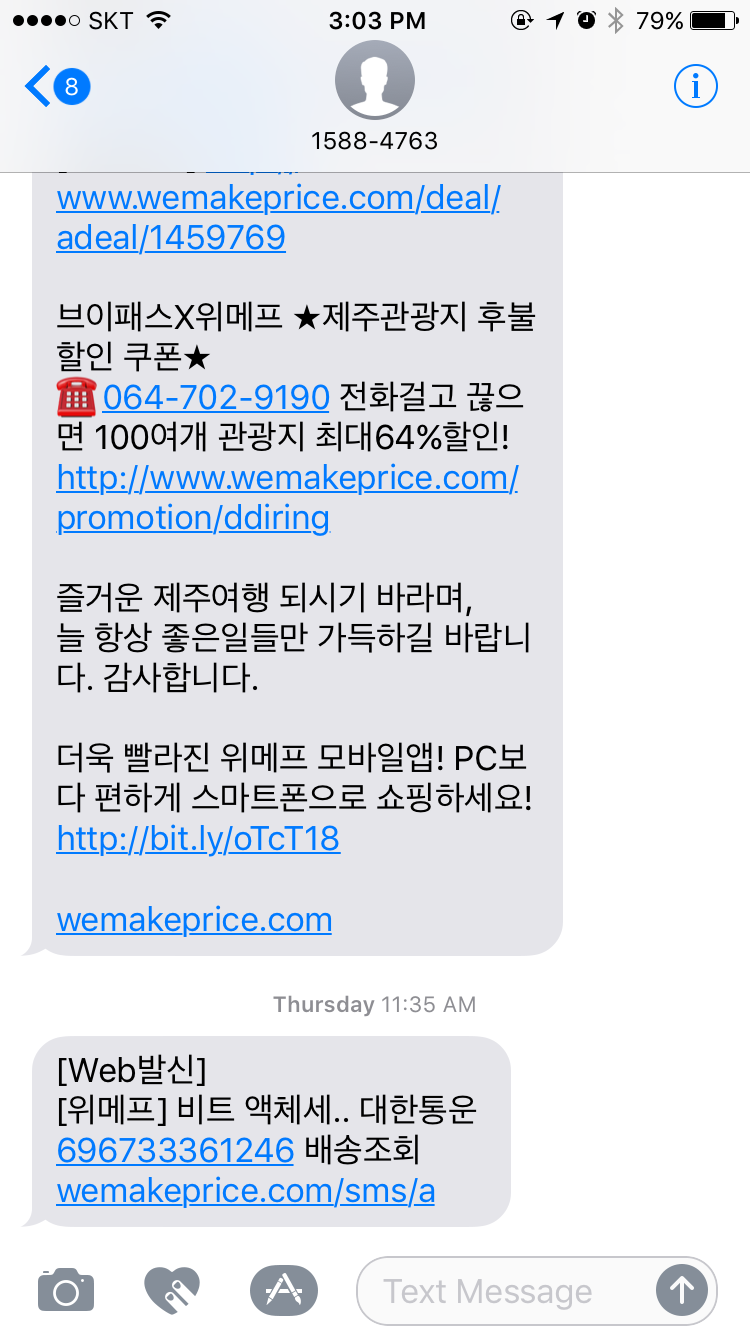 SKT 3:03 PM 79%
8
1588-4763
www.wemakeprice.com/deal/
adeal/1459769
브이패스X위메프 ★제주관광지 후불
할인 쿠폰★
☎️064-702-9190 전화걸고 끊으
면 100여개 관광지 최대64%할인!
http://www.wemakeprice.com/
promotion/ddiring
즐거운 제주여행 되시기 바라며,
늘 항상 좋은일들만 가득하길 바랍니
다. 감사합니다.
더욱 빨라진 위메프 모바일앱! PC보
다 편하게 스마트폰으로 쇼핑하세요!
http://bit.ly/oTcT18
wemakeprice.com
Thursday 11:35 AM
[Web발신]
[위메프] 비트 액체세.. 대한통운
696733361246 배송조회
wemakeprice.com/sms/a
Text Message